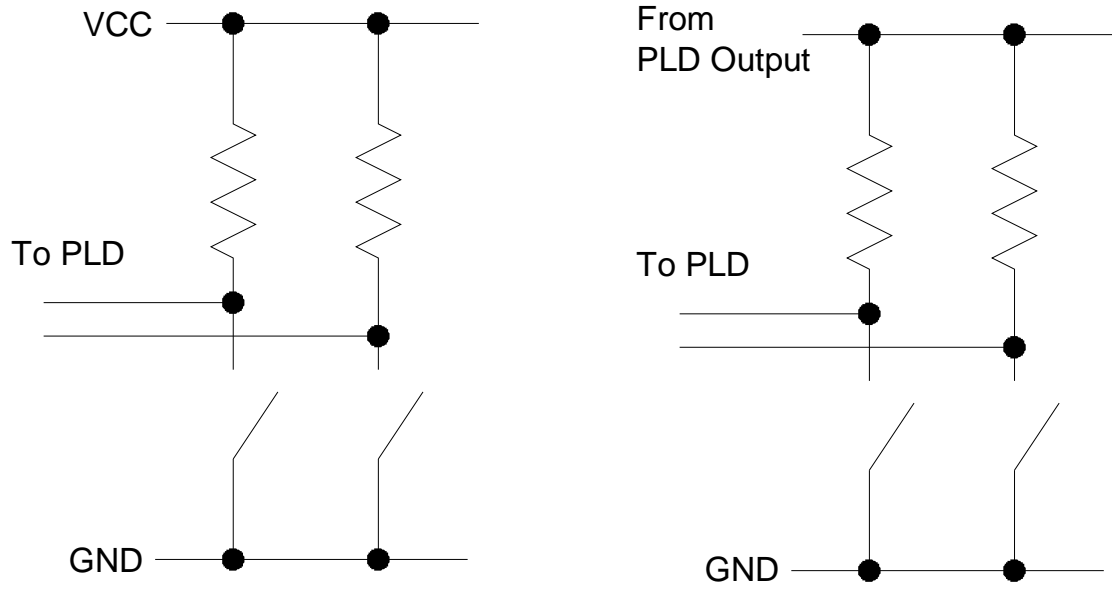 VCC
To PLD
GND
From
PLD Output
To PLD
GND